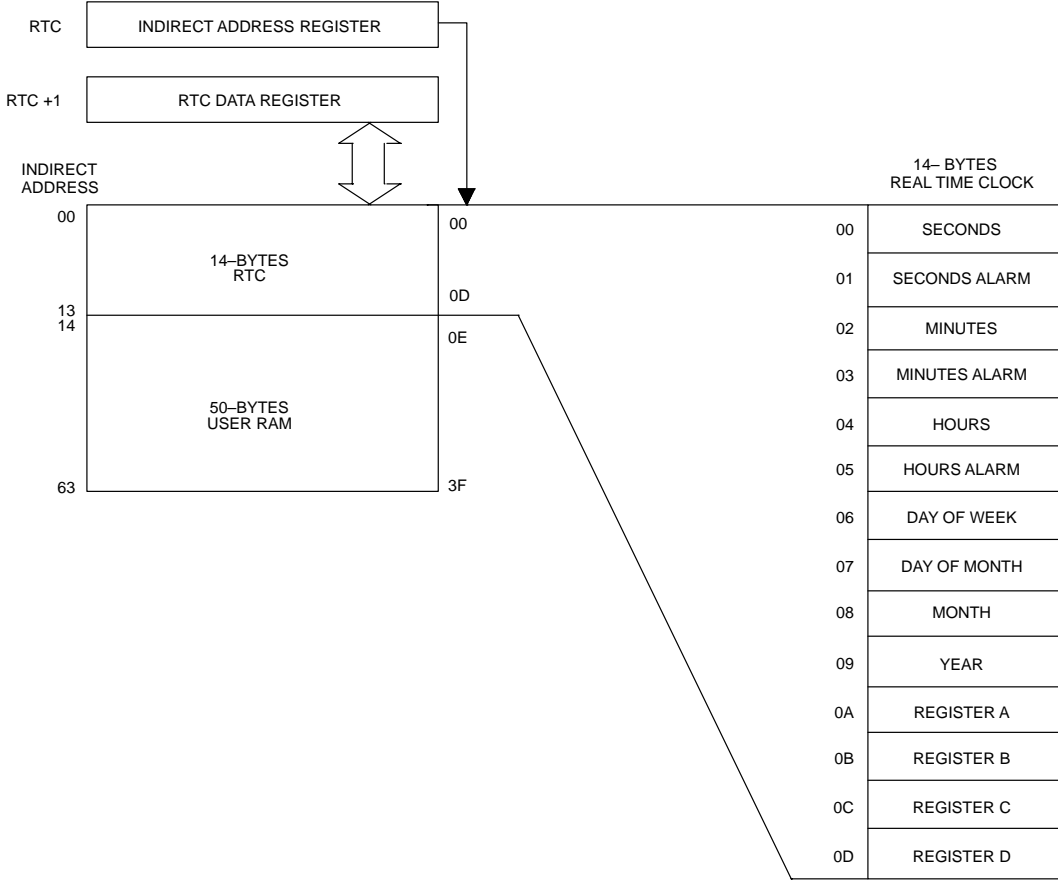 RTC
INDIRECT ADDRESS REGISTER
RTC +1
RTC DATA REGISTER
INDIRECT
ADDRESS
00
14–BYTES
RTC
13
14
50–BYTES
USER RAM
63
00
0D
0E
3F
14– BYTES
REAL TIME CLOCK
00 SECONDS
01 SECONDS ALARM
02 MINUTES
03 MINUTES ALARM
04 HOURS
05 HOURS ALARM
06 DAY OF WEEK
07 DAY OF MONTH
08 MONTH
09 YEAR
0A REGISTER A
0B REGISTER B
0C REGISTER C
0D REGISTER D